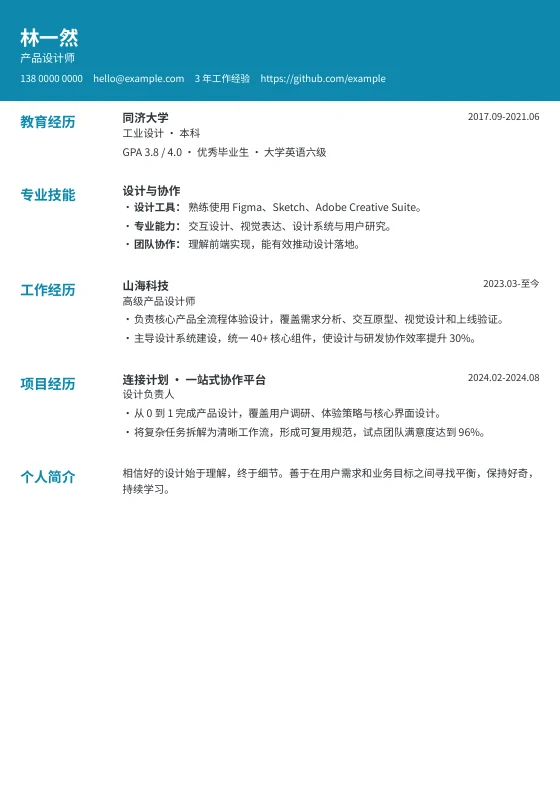 林一然
产品设计师
138 0000 0000 hello@example.com 3 年工作经验 https://github.com/example
教育经历
同济大学 2017.09-2021.06
工业设计 · 本科
GPA 3.8 / 4.0 · 优秀毕业生 · 大学英语六级
专业技能
设计与协作
· 设计工具： 熟练使用 Figma、Sketch、Adobe Creative Suite。
· 专业能力： 交互设计、视觉表达、设计系统与用户研究。
· 团队协作： 理解前端实现，能有效推动设计落地。
工作经历
山海科技 2023.03-至今
高级产品设计师
· 负责核心产品全流程体验设计，覆盖需求分析、交互原型、视觉设计和上线验证。
· 主导设计系统建设，统一 40+ 核心组件，使设计与研发协作效率提升 30%。
项目经历
连接计划 · 一站式协作平台 2024.02-2024.08
设计负责人
· 从 0 到 1 完成产品设计，覆盖用户调研、体验策略与核心界面设计。
· 将复杂任务拆解为清晰工作流，形成可复用规范，试点团队满意度达到 96%。
个人简介
相信好的设计始于理解，终于细节。善于在用户需求和业务目标之间寻找平衡，保持好奇，
持续学习。